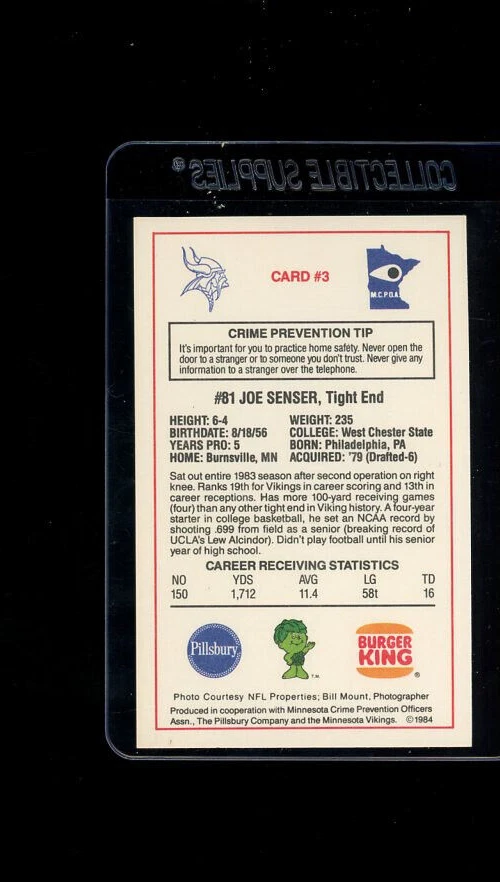 COLLECTIBLE SUPPLIES®
CARD #3
M.C.P.O.A.
CRIME PREVENTION TIP
It's important for you to practice home safety. Never open the
door to a stranger or to someone you don't trust. Never give any
information to a stranger over the telephone.
#81 JOE SENSER, Tight End
HEIGHT: 6-4 WEIGHT: 235
BIRTHDATE: 8/18/56 COLLEGE: West Chester State
YEARS PRO: 5 BORN: Philadelphia, PA
HOME: Burnsville, MN ACQUIRED: '79 (Drafted-6)
Sat out entire 1983 season after second operation on right
knee. Ranks 19th for Vikings in career scoring and 13th in
career receptions. Has more 100-yard receiving games
(four) than any other tight end in Viking history. A four-year
starter in college basketball, he set an NCAA record by
shooting .699 from field as a senior (breaking record of
UCLA's Lew Alcindor). Didn't play football until his senior
year of high school.
CAREER RECEIVING STATISTICS
NO YDS AVG LG TD
150 1,712 11.4 58t 16
Pillsbury
T.M.
BURGER
KING
®
Photo Courtesy NFL Properties; Bill Mount, Photographer
Produced in cooperation with Minnesota Crime Prevention Officers
Assn., The Pillsbury Company and the Minnesota Vikings. ©1984